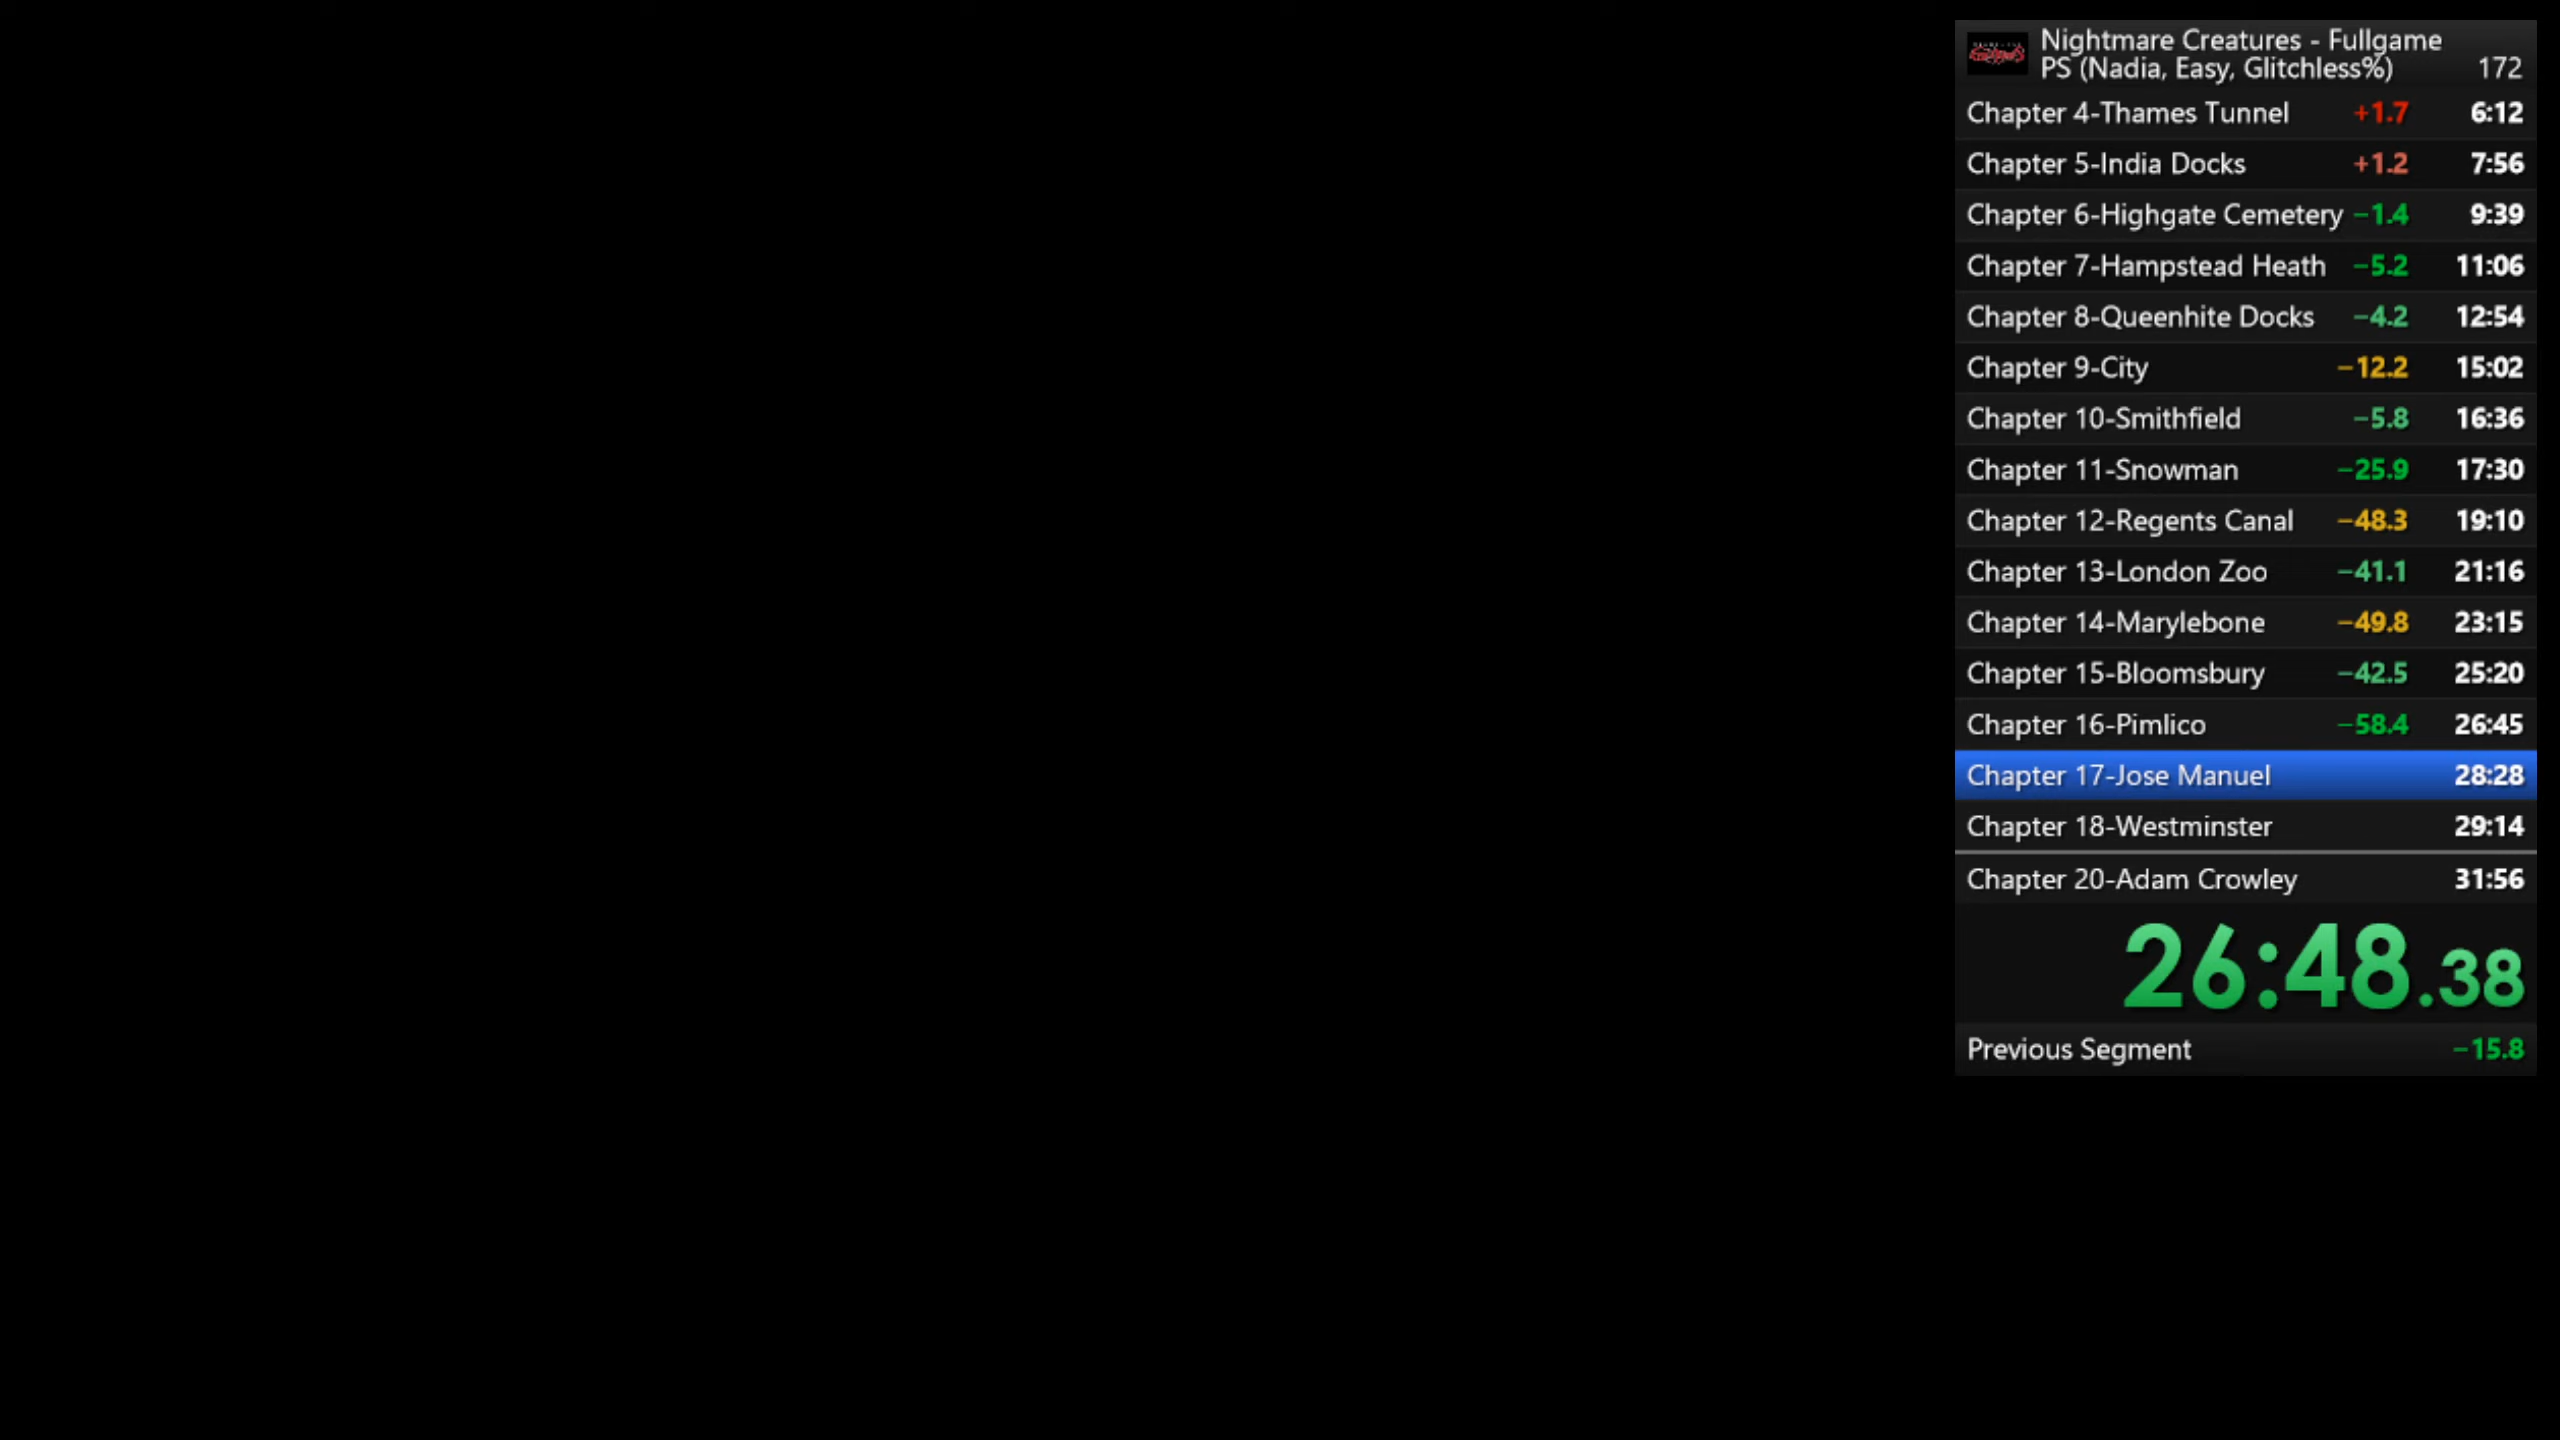 Nightmare Creatures - Fullgame
PS (Nadia, Easy, Glitchless%) 172
Chapter 4-Thames Tunnel +1.7 6:12
Chapter 5-India Docks +1.2 7:56
Chapter 6-Highgate Cemetery −1.4 9:39
Chapter 7-Hampstead Heath −5.2 11:06
Chapter 8-Queenhite Docks −4.2 12:54
Chapter 9-City −12.2 15:02
Chapter 10-Smithfield −5.8 16:36
Chapter 11-Snowman −25.9 17:30
Chapter 12-Regents Canal −48.3 19:10
Chapter 13-London Zoo −41.1 21:16
Chapter 14-Marylebone −49.8 23:15
Chapter 15-Bloomsbury −42.5 25:20
Chapter 16-Pimlico −58.4 26:45
Chapter 17-Jose Manuel 28:28
Chapter 18-Westminster 29:14
Chapter 20-Adam Crowley 31:56
26:48.38
Previous Segment −15.8